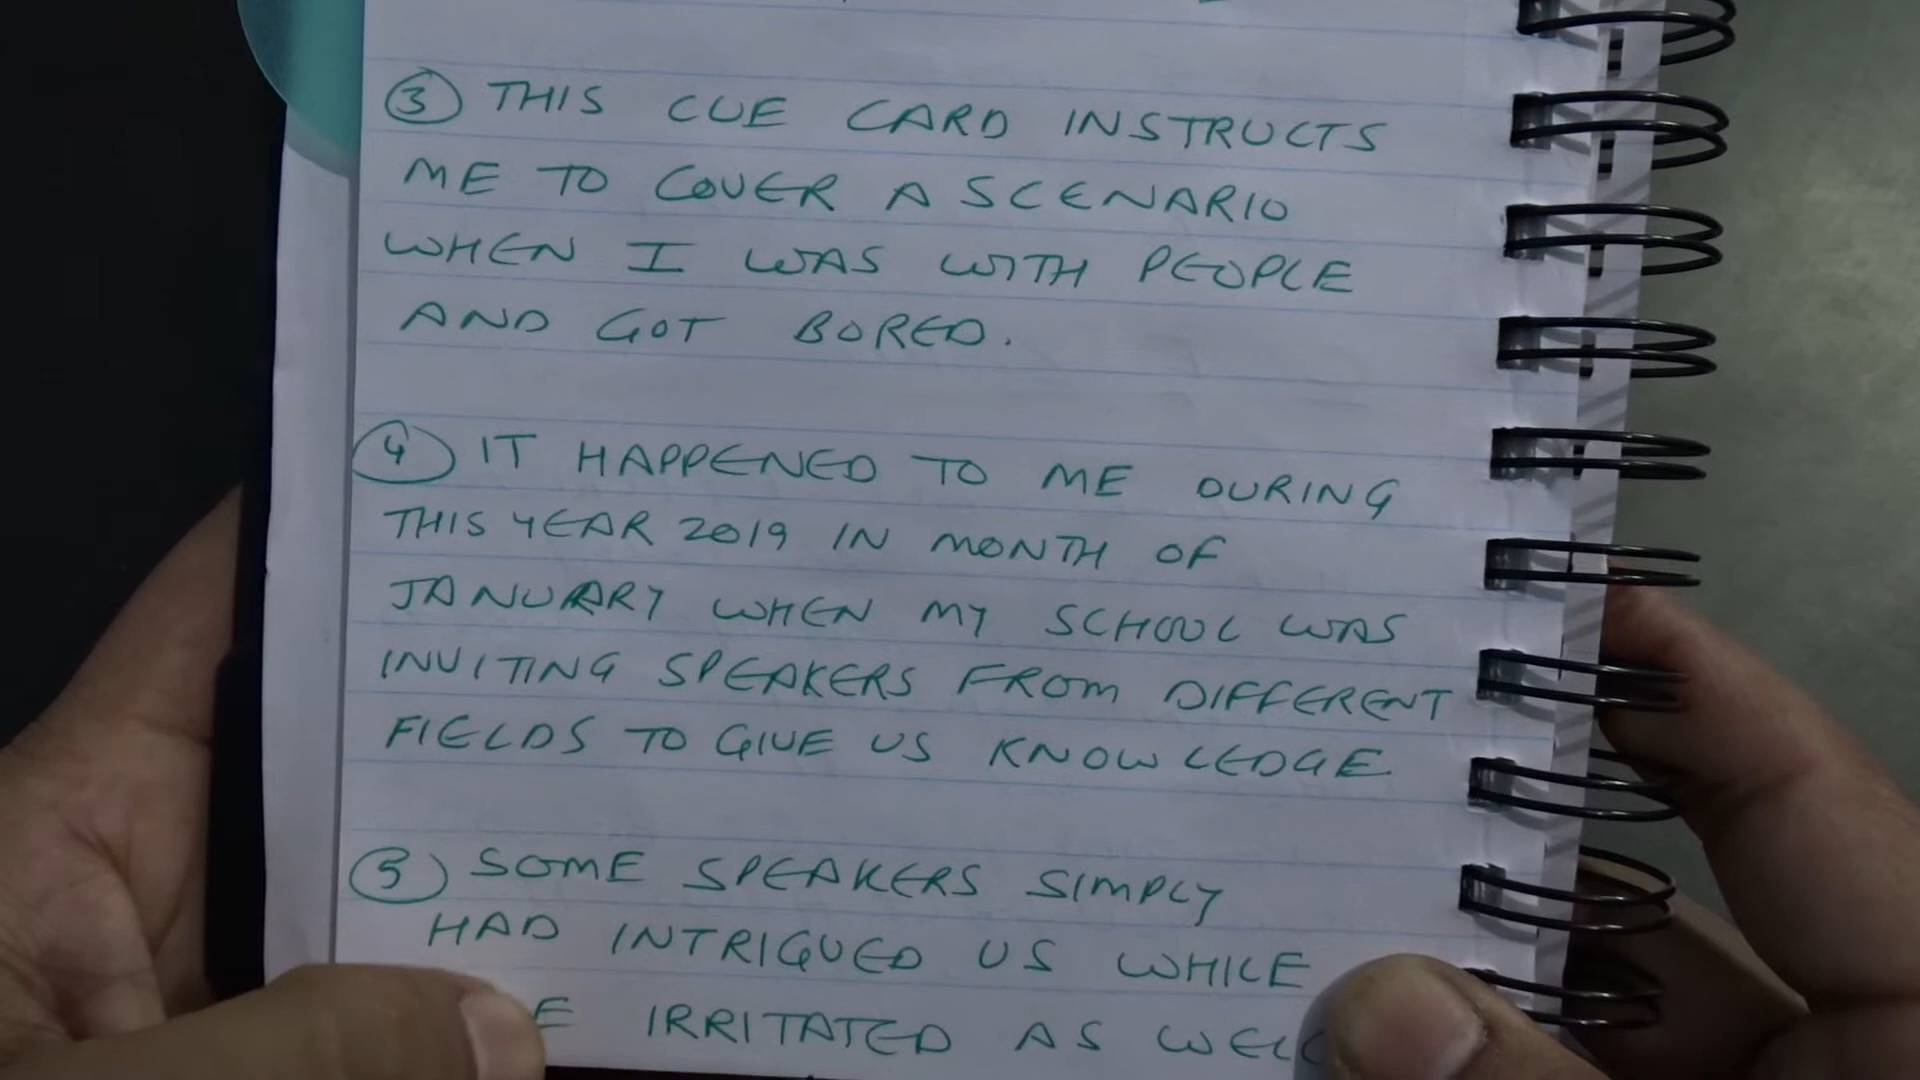 ③ THIS CUE CARD INSTRUCTS
ME TO COVER A SCENARIO
WHEN I WAS WITH PEOPLE
AND GOT BORED.
④ IT HAPPENED TO ME DURING
THIS YEAR 2019 IN MONTH OF
JANUARY WHEN MY SCHOOL WAS
INVITING SPEAKERS FROM DIFFERENT
FIELDS TO GIVE US KNOWLEDGE
⑤ SOME SPEAKERS SIMPLY
HAD INTRIGUED US WHILE
IRRITATED AS